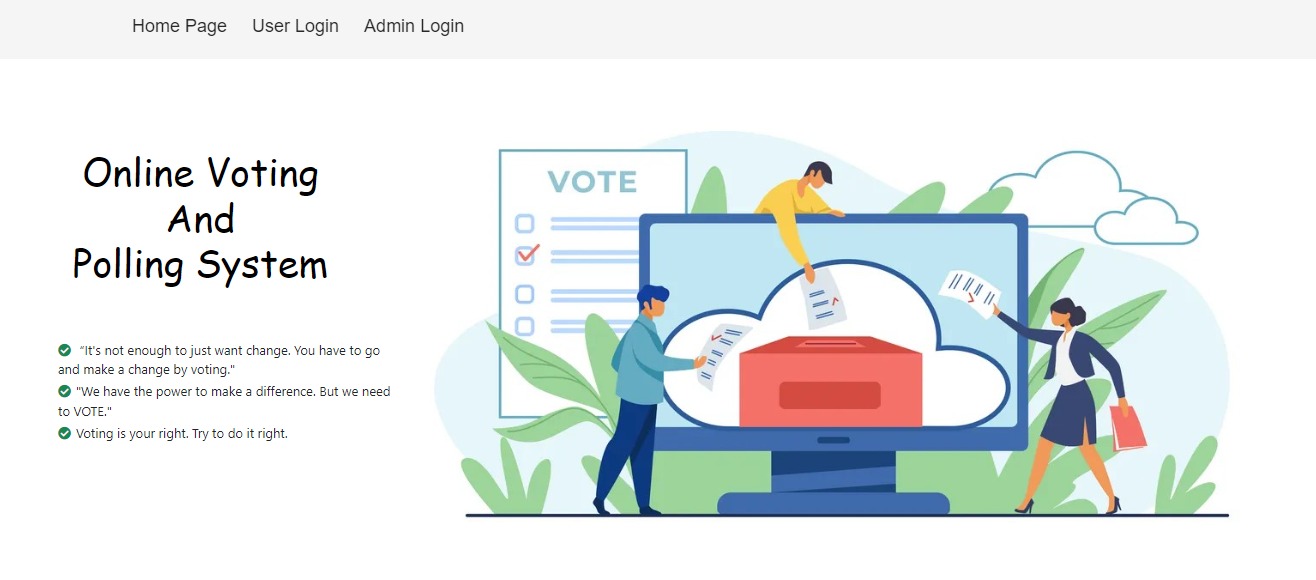 Home Page User Login Admin Login
Online Voting
And
Polling System
“It's not enough to just want change. You have to go
and make a change by voting."
"We have the power to make a difference. But we need
to VOTE."
Voting is your right. Try to do it right.
VOTE